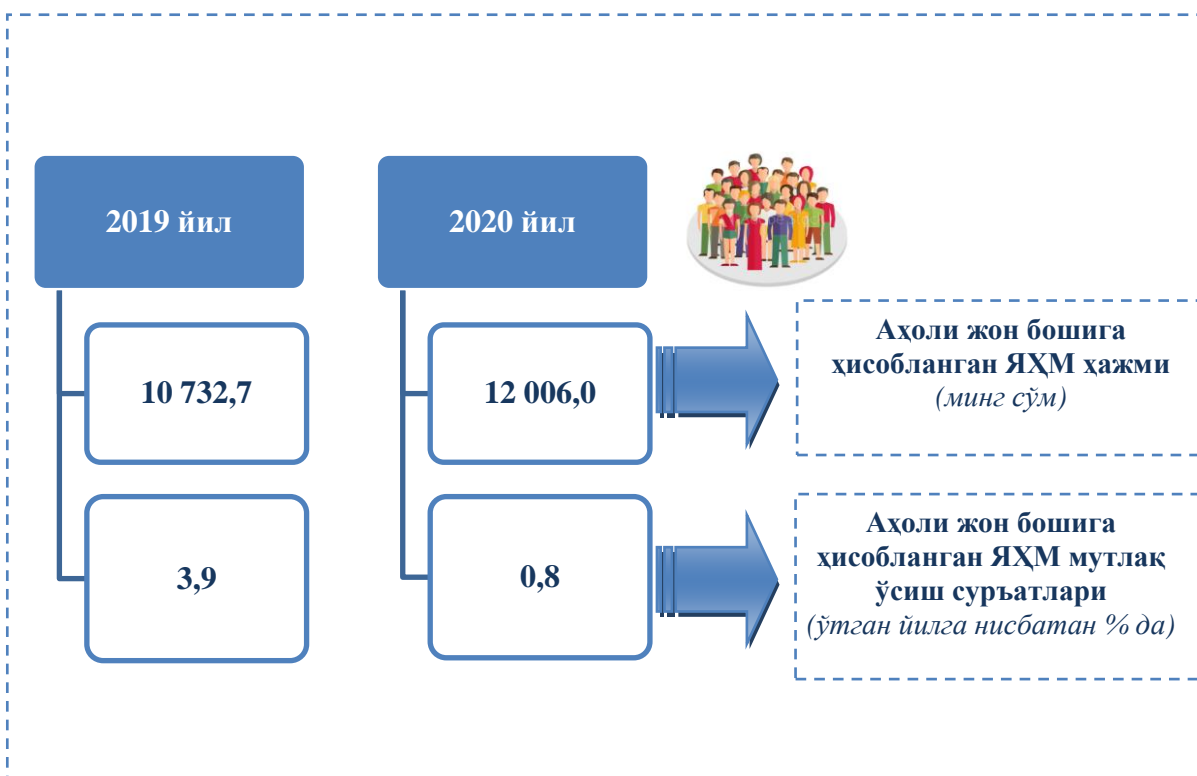 2019 йил
2020 йил
10 732,7
12 006,0
Аҳоли жон бошига
ҳисобланган ЯҲМ ҳажми
(минг сўм)
3,9
0,8
Аҳоли жон бошига
ҳисобланган ЯҲМ мутлақ
ўсиш суръатлари
(ўтган йилга нисбатан % да)